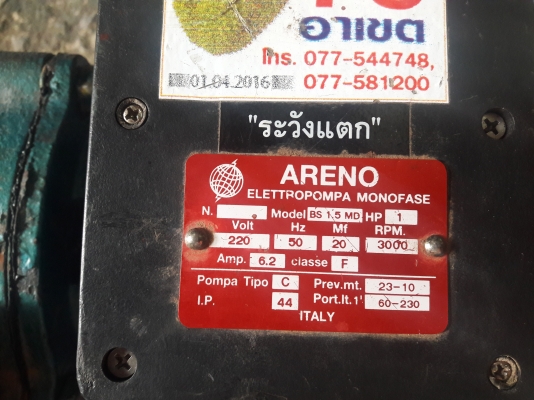 อาเขต
โทร. 077-544748,
01.04.2016 077-581200
"ระวังแตก"
ARENO
ELETTROPOMPA MONOFASE
N. Model BS 1,5 MD HP 1
Volt Hz Mf RPM.
220 50 20 3000
Amp. 6.2 classe F
Pompa Tipo C Prev.mt. 23-10
I.P. 44 Port.lt.1' 60-230
ITALY